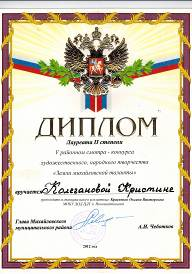 ДИПЛОМ
Лауреата II степени
V районного смотра - конкурса
художественного, народного творчества
«Земли михайловской таланты»
вручается Колегановой Кристине
Глава Михайловского
муниципального района
А.И. Чеботков
2012 год